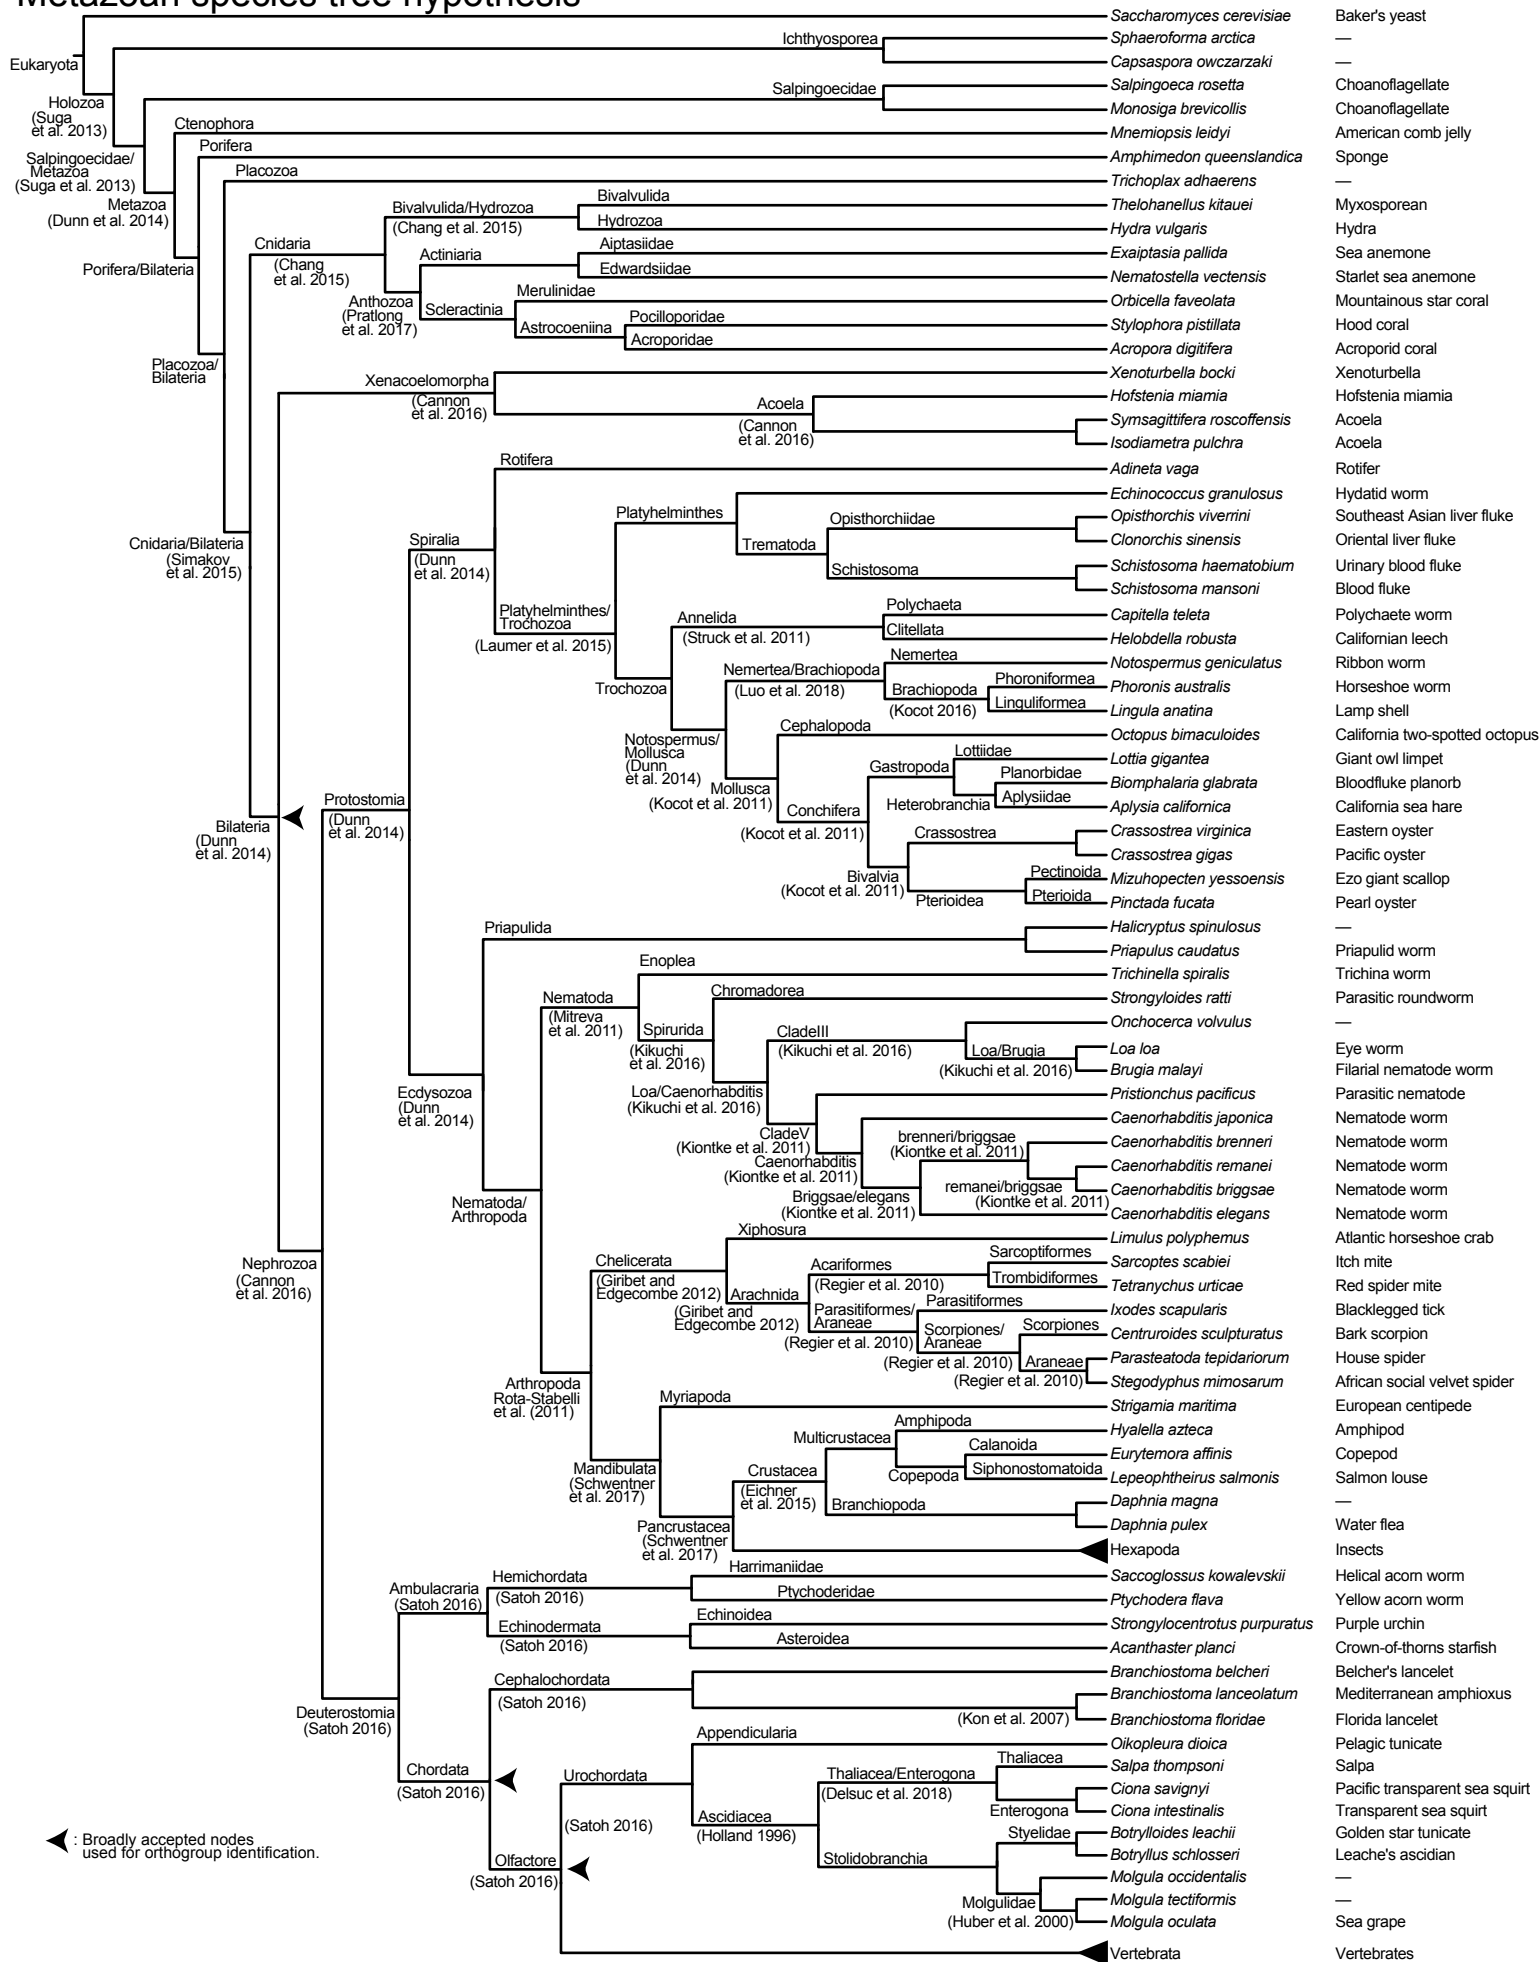 Metazoan species tree hypothesis
Saccharomyces cerevisiae Baker's yeast
Ichthyosporea Sphaeroforma arctica —
Eukaryota Capsaspora owczarzaki —
Salpingoecidae Salpingoeca rosetta Choanoflagellate
Holozoa
(Suga
et al. 2013)
Monosiga brevicollis Choanoflagellate
Ctenophora Mnemiopsis leidyi American comb jelly
Porifera Amphimedon queenslandica Sponge
Salpingoecidae/
Metazoa
(Suga et al. 2013)
Placozoa Trichoplax adhaerens —
Metazoa
(Dunn et al. 2014)
Bivalvulida/Hydrozoa
(Chang et al. 2015)
Bivalvulida Thelohanellus kitauei Myxosporean
Hydrozoa Hydra vulgaris Hydra
Cnidaria
(Chang
et al. 2015)
Actiniaria
Aiptasiidae Exaiptasia pallida Sea anemone
Porifera/Bilateria
Edwardsiidae Nematostella vectensis Starlet sea anemone
Anthozoa
(Pratlong
et al. 2017)
Scleractinia
Merulinidae Orbicella faveolata Mountainous star coral
Astrocoeniina
Pocilloporidae Stylophora pistillata Hood coral
Acroporidae Acropora digitifera Acroporid coral
Placozoa/
Bilateria
Xenacoelomorpha
(Cannon
et al. 2016)
Xenoturbella bocki Xenoturbella
Acoela
(Cannon
et al. 2016)
Hofstenia miamia Hofstenia miamia
Symsagittifera roscoffensis Acoela
Isodiametra pulchra Acoela
Rotifera Adineta vaga Rotifer
Cnidaria/Bilateria
(Simakov
et al. 2015)
Spiralia
(Dunn
et al. 2014)
Platyhelminthes Echinococcus granulosus Hydatid worm
Trematoda
Opisthorchiidae Opisthorchis viverrini Southeast Asian liver fluke
Clonorchis sinensis Oriental liver fluke
Schistosoma Schistosoma haematobium Urinary blood fluke
Schistosoma mansoni Blood fluke
Platyhelminthes/
Trochozoa
(Laumer et al. 2015)
Annelida
(Struck et al. 2011)
Polychaeta Capitella teleta Polychaete worm
Clitellata Helobdella robusta Californian leech
Trochozoa
Nemertea/Brachiopoda
(Luo et al. 2018)
Nemertea Notospermus geniculatus Ribbon worm
Brachiopoda
(Kocot 2016)
Phoroniformea Phoronis australis Horseshoe worm
Linguliformea Lingula anatina Lamp shell
Notospermus/
Mollusca
(Dunn
et al. 2014)
Cephalopoda Octopus bimaculoides California two-spotted octopus
Mollusca
(Kocot et al. 2011)
Gastropoda
Lottiidae Lottia gigantea Giant owl limpet
Heterobranchia
Planorbidae Biomphalaria glabrata Bloodfluke planorb
Aplysiidae Aplysia californica California sea hare
Conchifera
(Kocot et al. 2011)
Crassostrea Crassostrea virginica Eastern oyster
Crassostrea gigas Pacific oyster
Bivalvia
(Kocot et al. 2011)
Pterioidea
Pectinoida Mizuhopecten yessoensis Ezo giant scallop
Pterioida Pinctada fucata Pearl oyster
Protostomia
(Dunn
et al. 2014)
Bilateria
(Dunn
et al. 2014)
Priapulida Halicryptus spinulosus —
Priapulus caudatus Priapulid worm
Nematoda
(Mitreva
et al. 2011)
Enoplea Trichinella spiralis Trichina worm
Spirurida
(Kikuchi
et al. 2016)
Chromadorea Strongyloides ratti Parasitic roundworm
CladeIII
(Kikuchi et al. 2016)
Onchocerca volvulus —
Loa/Brugia
(Kikuchi et al. 2016)
Loa loa Eye worm
Brugia malayi Filarial nematode worm
Ecdysozoa
(Dunn
et al. 2014)
Loa/Caenorhabditis
(Kikuchi et al. 2016)
Pristionchus pacificus Parasitic nematode
CladeV
(Kiontke et al. 2011)
Caenorhabditis japonica Nematode worm
Caenorhabditis
(Kiontke et al. 2011)
brenneri/briggsae
(Kiontke et al. 2011)
Caenorhabditis brenneri Nematode worm
Caenorhabditis remanei Nematode worm
remanei/briggsae
(Kiontke et al. 2011)
Caenorhabditis briggsae Nematode worm
Briggsae/elegans
(Kiontke et al. 2011)
Caenorhabditis elegans Nematode worm
Nematoda/
Arthropoda
Nephrozoa
(Cannon
et al. 2016)
Chelicerata
(Giribet and
Edgecombe 2012)
Xiphosura Limulus polyphemus Atlantic horseshoe crab
Arachnida
(Giribet and
Edgecombe 2012)
Acariformes
(Regier et al. 2010)
Sarcoptiformes Sarcoptes scabiei Itch mite
Trombidiformes Tetranychus urticae Red spider mite
Parasitiformes/
Araneae
(Regier et al. 2010)
Parasitiformes Ixodes scapularis Blacklegged tick
Scorpiones/
Araneae
(Regier et al. 2010)
Scorpiones Centruroides sculpturatus Bark scorpion
Araneae
(Regier et al. 2010)
Parasteatoda tepidariorum House spider
Stegodyphus mimosarum African social velvet spider
Arthropoda
Rota-Stabelli
et al. (2011)
Myriapoda Strigamia maritima European centipede
Mandibulata
(Schwentner
et al. 2017)
Multicrustacea
Amphipoda Hyalella azteca Amphipod
Copepoda
Calanoida Eurytemora affinis Copepod
Siphonostomatoida Lepeophtheirus salmonis Salmon louse
Crustacea
(Eichner
et al. 2015)
Branchiopoda Daphnia magna —
Daphnia pulex Water flea
Pancrustacea
(Schwentner
et al. 2017)
Hexapoda Insects
Ambulacraria
(Satoh 2016)
Hemichordata
(Satoh 2016)
Harrimaniidae Saccoglossus kowalevskii Helical acorn worm
Ptychoderidae Ptychodera flava Yellow acorn worm
Echinodermata
(Satoh 2016)
Echinoidea Strongylocentrotus purpuratus Purple urchin
Asteroidea Acanthaster planci Crown-of-thorns starfish
Deuterostomia
(Satoh 2016)
Cephalochordata
(Satoh 2016)
Branchiostoma belcheri Belcher's lancelet
Branchiostoma lanceolatum Mediterranean amphioxus
(Kon et al. 2007)
Branchiostoma floridae Florida lancelet
Chordata
(Satoh 2016)
Urochordata
(Satoh 2016)
Appendicularia Oikopleura dioica Pelagic tunicate
Ascidiacea
(Holland 1996)
Thaliacea/Enterogona
(Delsuc et al. 2018)
Thaliacea Salpa thompsoni Salpa
Enterogona
Ciona savignyi Pacific transparent sea squirt
Ciona intestinalis Transparent sea squirt
Stolidobranchia
Styelidae Botrylloides leachii Golden star tunicate
Botryllus schlosseri Leache's ascidian
Molgulidae
(Huber et al. 2000)
Molgula occidentalis —
Molgula tectiformis —
Molgula oculata Sea grape
Olfactore
(Satoh 2016)
Vertebrata Vertebrates
: Broadly accepted nodes
used for orthogroup identification.